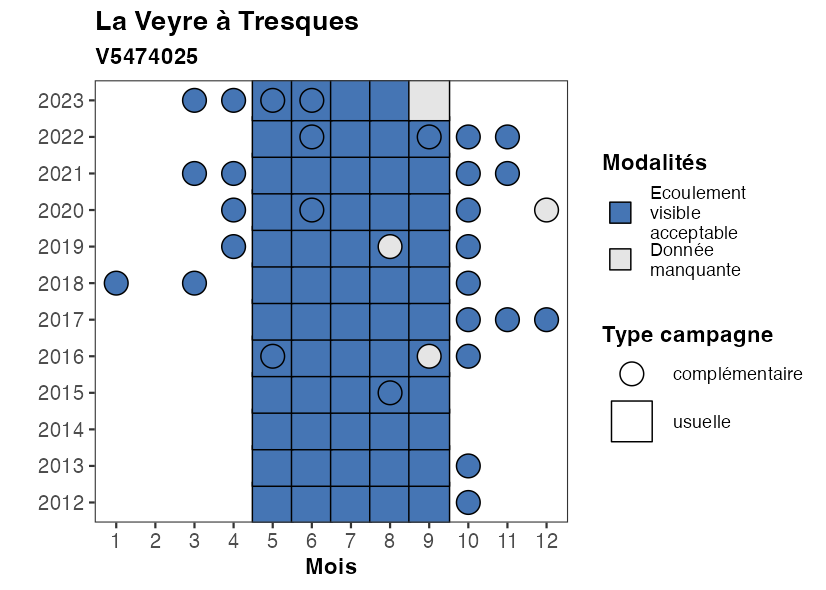 La Veyre à Tresques
V5474025
2023
2022
2021
2020
2019
2018
2017
2016
2015
2014
2013
2012
1 2 3 4 5 6 7 8 9 10 11 12
Mois
Modalités
Ecoulement
visible
acceptable
Donnée
manquante
Type campagne
complémentaire
usuelle